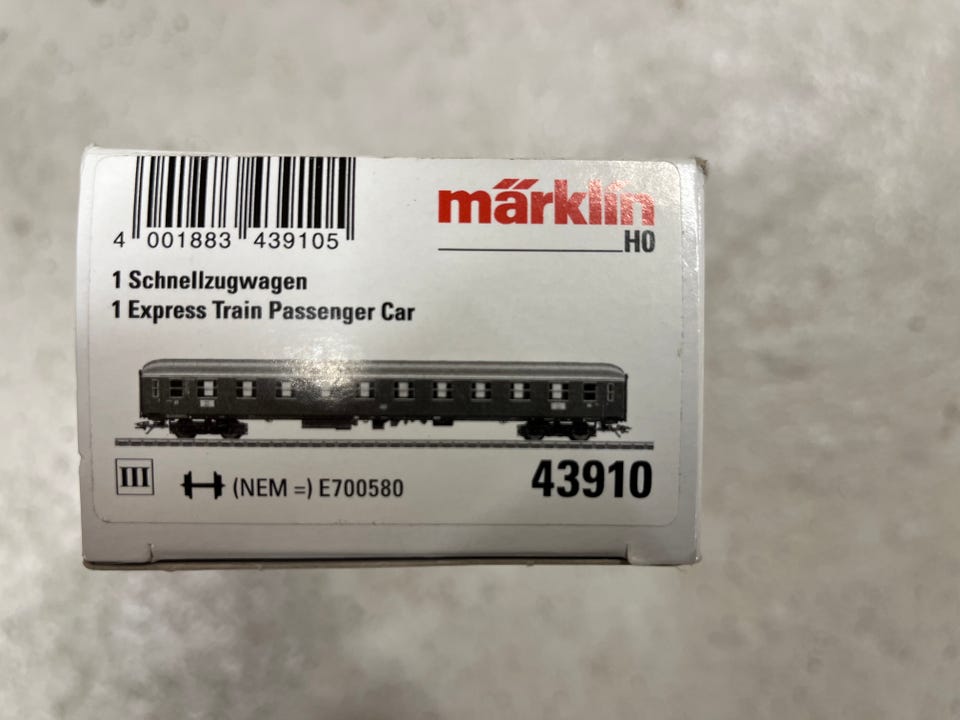 märklin
H0
4 001883 439105
1 Schnellzugwagen
1 Express Train Passenger Car
III
(NEM =) E700580
43910